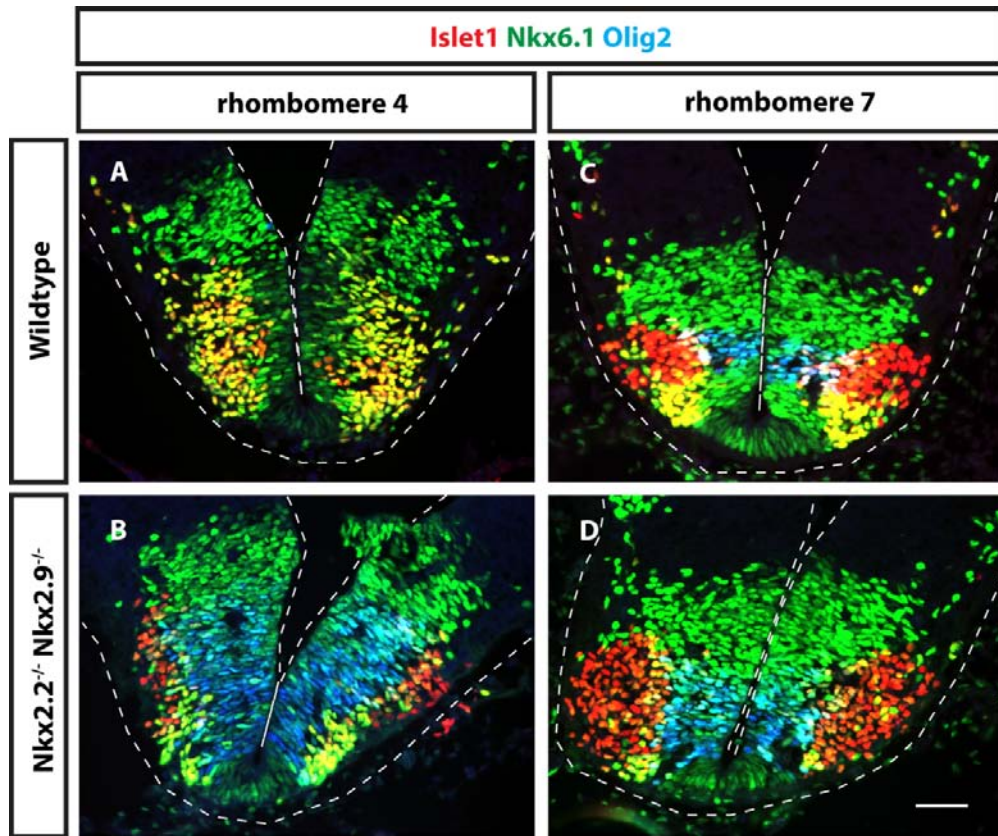 Islet1 Nkx6.1 Olig2
rhombomere 4
rhombomere 7
Wildtype
A
C
Nkx2.2-/- Nkx2.9-/-
B
D